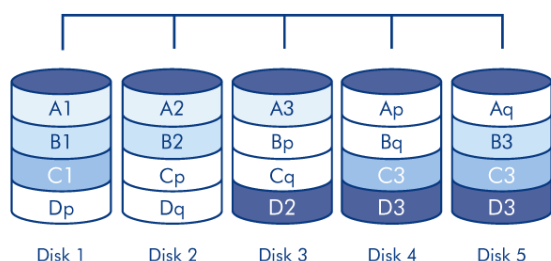 A1 A2 A3 Ap Aq
B1 B2 Bp Bq B3
C1 Cp Cq C3 C3
Dp Dq D2 D3 D3
Disk 1 Disk 2 Disk 3 Disk 4 Disk 5